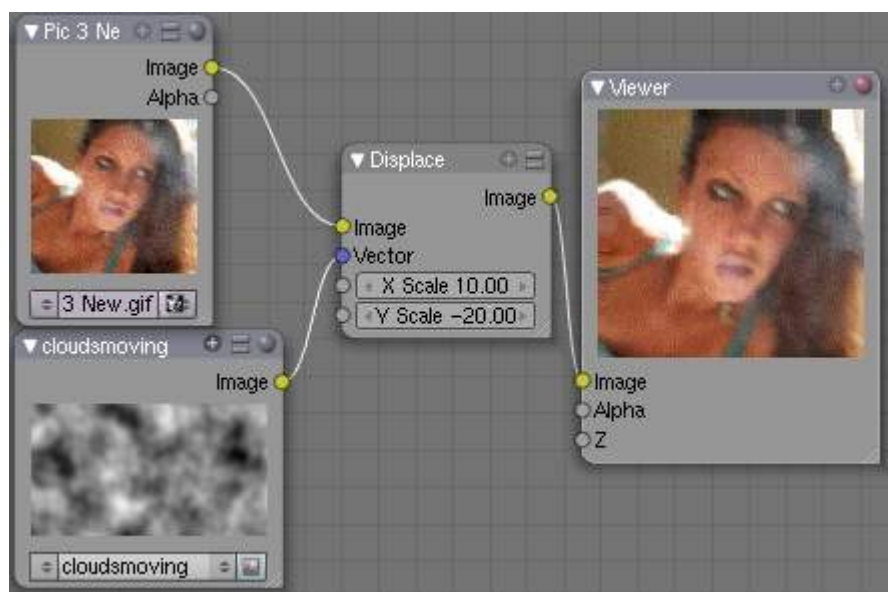 Pic 3 Ne
Image
Alpha
3 New.gif
cloudsmoving
Image
cloudsmoving
Displace
Image
Image
Vector
X Scale 10.00
Y Scale -20.00
Viewer
Image
Alpha
Z